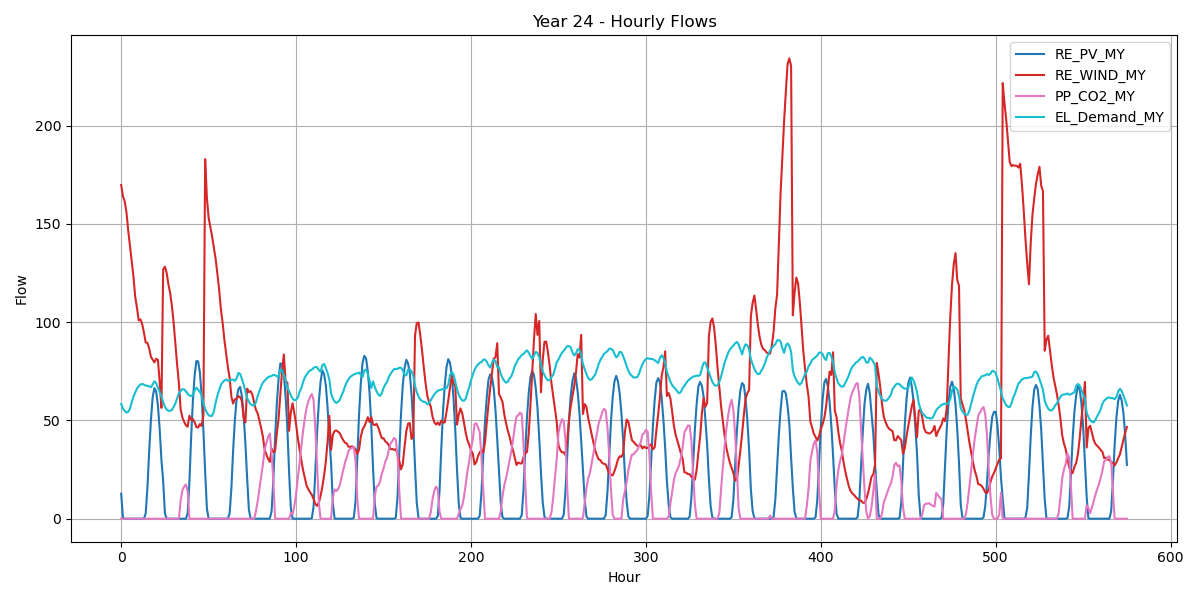 Year 24 - Hourly Flows
RE_PV_MY
RE_WIND_MY
PP_CO2_MY
EL_Demand_MY
Flow
200
150
100
50
0
0 100 200 300 400 500 600
Hour